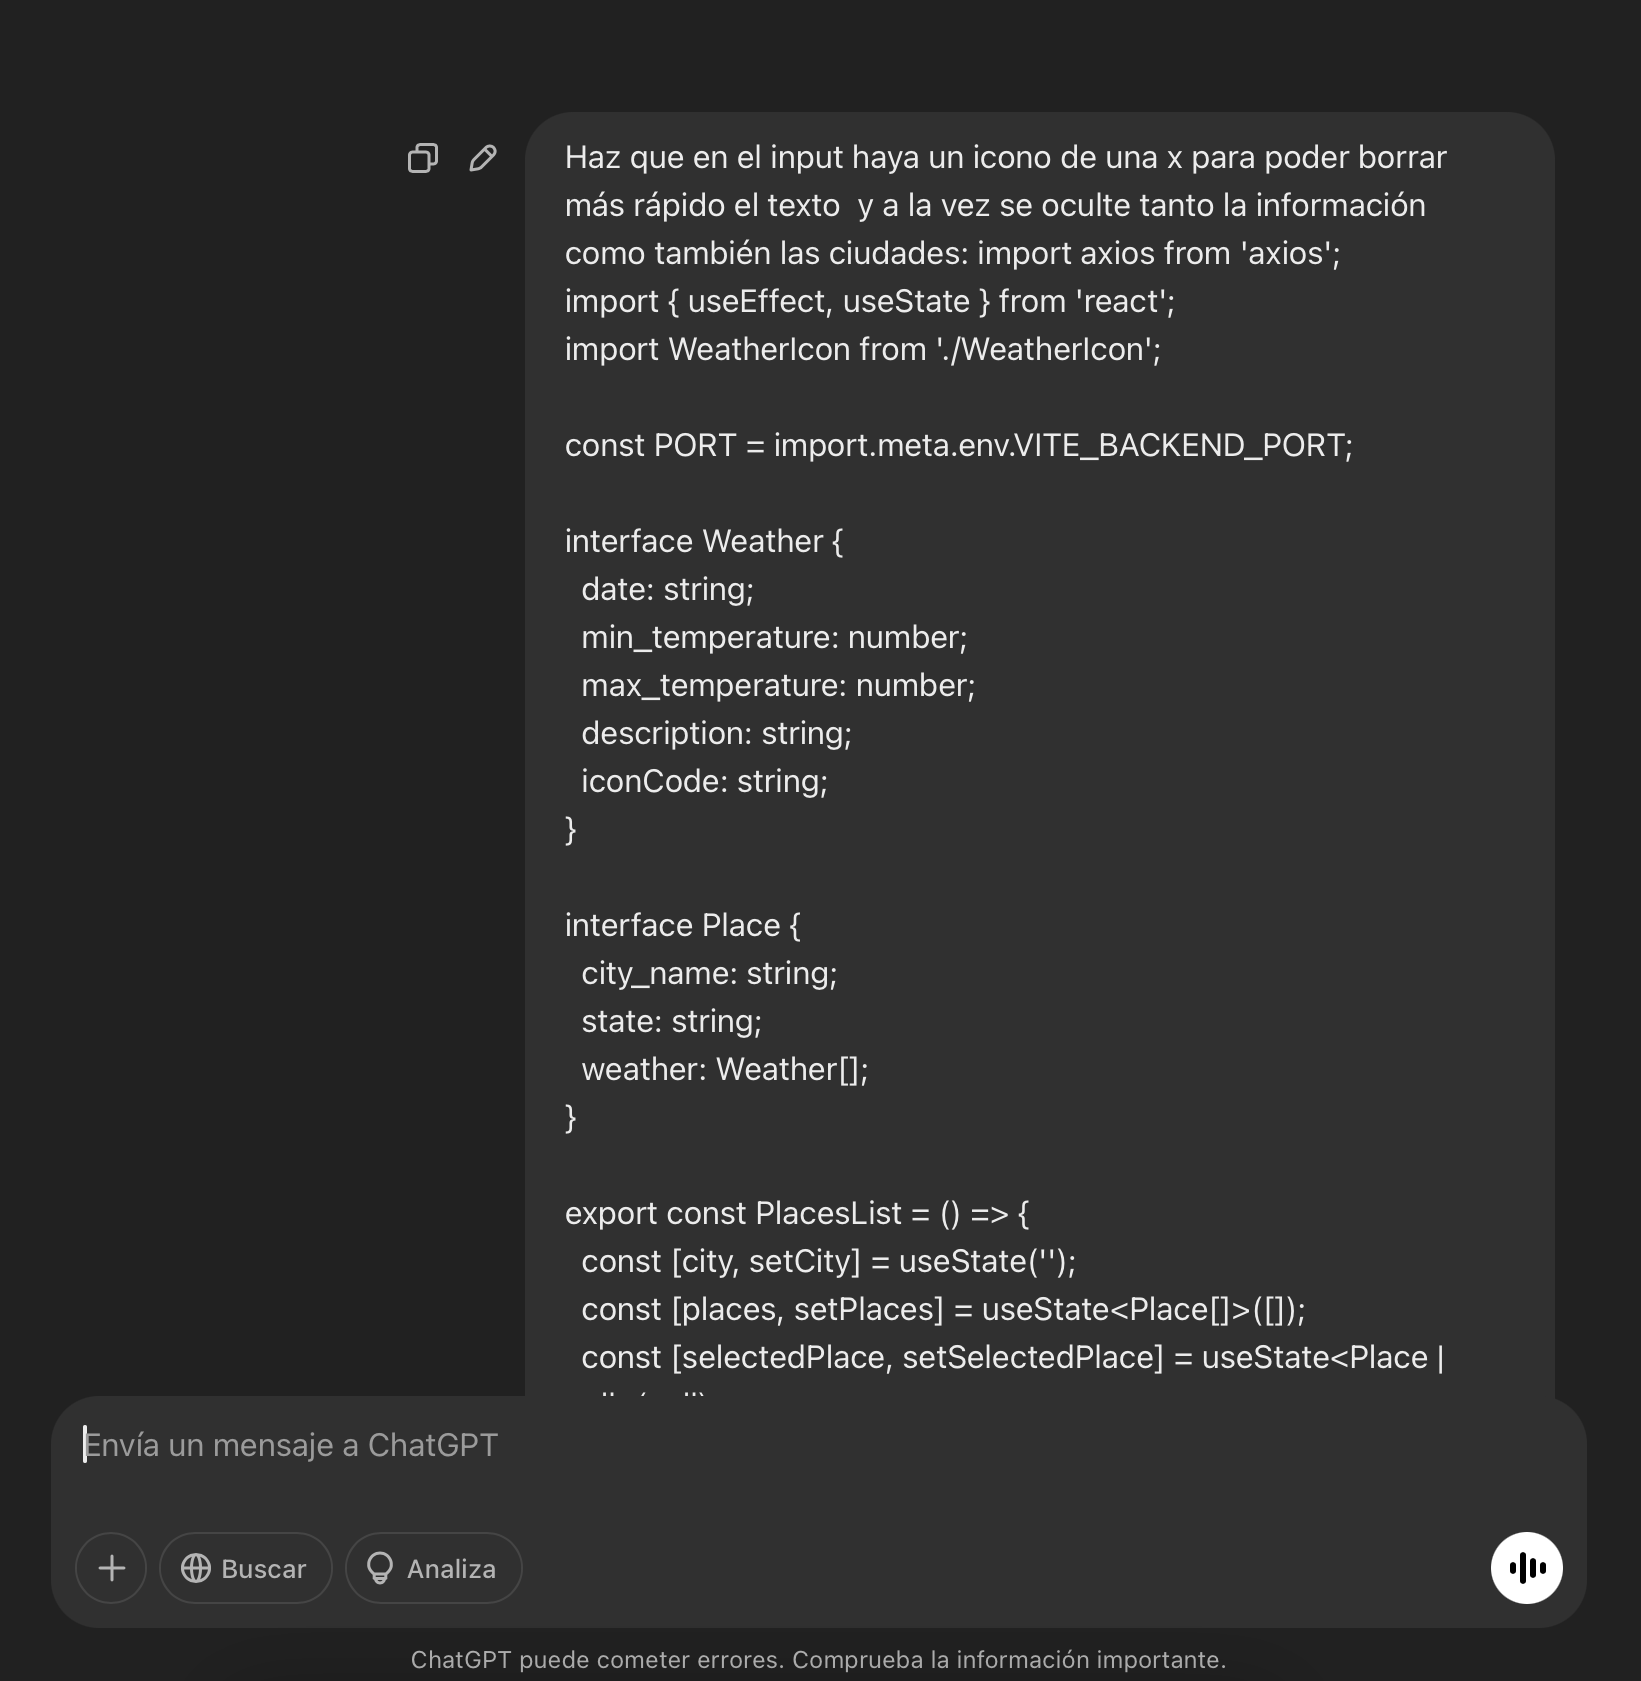 Haz que en el input haya un icono de una x para poder borrar
más rápido el texto  y a la vez se oculte tanto la información
como también las ciudades: import axios from 'axios';
import { useEffect, useState } from 'react';
import WeatherIcon from './WeatherIcon';

const PORT = import.meta.env.VITE_BACKEND_PORT;

interface Weather {
  date: string;
  min_temperature: number;
  max_temperature: number;
  description: string;
  iconCode: string;
}

interface Place {
  city_name: string;
  state: string;
  weather: Weather[];
}

export const PlacesList = () => {
  const [city, setCity] = useState('');
  const [places, setPlaces] = useState<Place[]>([]);
  const [selectedPlace, setSelectedPlace] = useState<Place |
Envía un mensaje a ChatGPT
Buscar
Analiza
ChatGPT puede cometer errores. Comprueba la información importante.